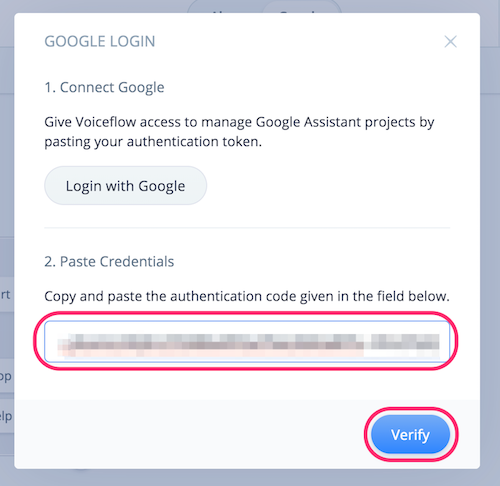 GOOGLE LOGIN
1. Connect Google
Give Voiceflow access to manage Google Assistant projects by
pasting your authentication token.
Login with Google
2. Paste Credentials
Copy and paste the authentication code given in the field below.
Verify